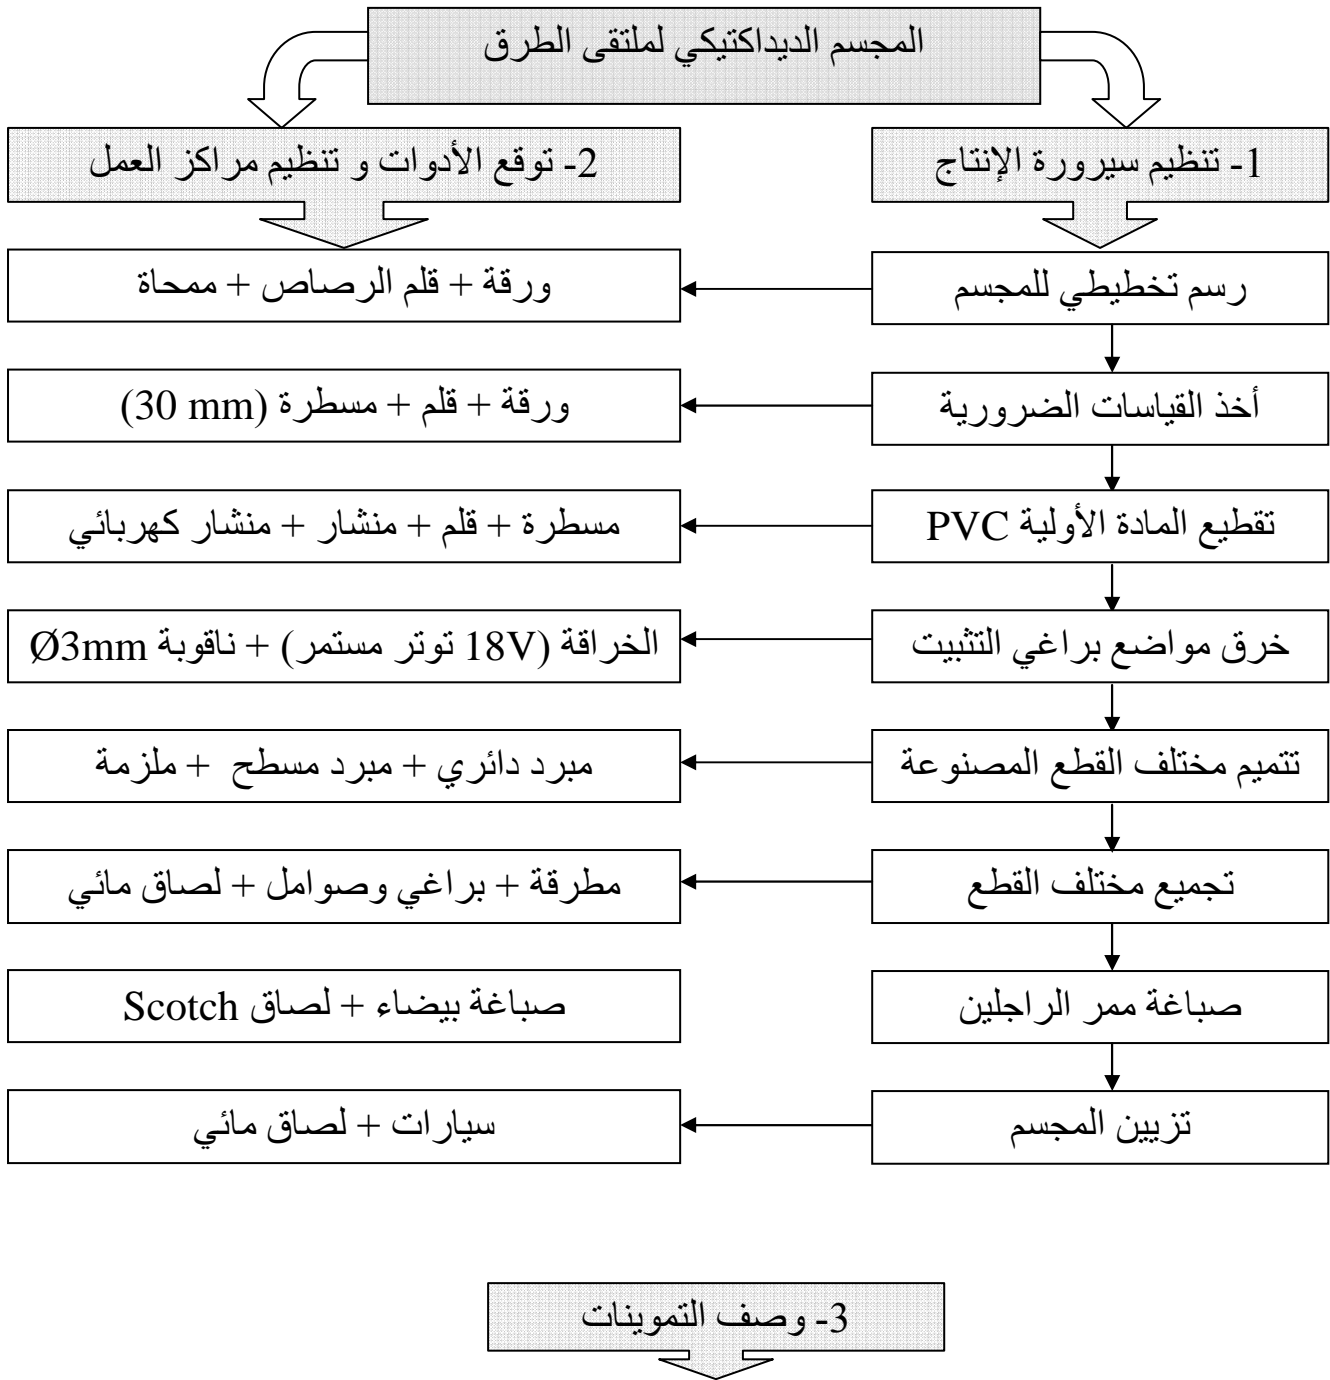 المجسم الديداكتيكي لملتقى الطرق
1- تنظيم سيرورة الإنتاج
2- توقع الأدوات و تنظيم مراكز العمل
رسم تخطيطي للمجسم
ورقة + قلم الرصاص + ممحاة
أخذ القياسات الضرورية
ورقة + قلم + مسطرة (30 mm)
تقطيع المادة الأولية PVC
مسطرة + قلم + منشار + منشار كهربائي
خرق مواضع براغي التثبيت
الخراقة (18V توتر مستمر) + ناقوبة Ø3mm
تتميم مختلف القطع المصنوعة
مبرد دائري + مبرد مسطح + ملزمة
تجميع مختلف القطع
مطرقة + براغي وصوامل + لصاق مائي
صباغة ممر الراجلين
صباغة بيضاء + لصاق Scotch
تزيين المجسم
سيارات + لصاق مائي
3- وصف التموينات